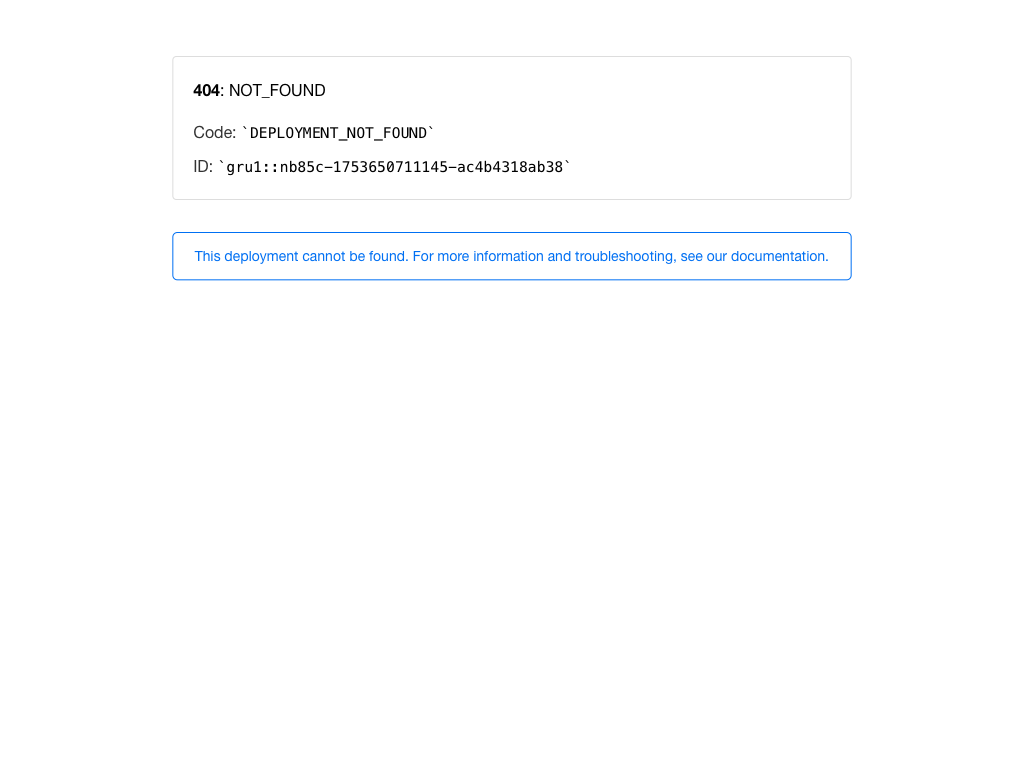 404: NOT_FOUND
Code: `DEPLOYMENT_NOT_FOUND`
ID: `gru1::nb85c-1753650711145-ac4b4318ab38`
This deployment cannot be found. For more information and troubleshooting, see our documentation.